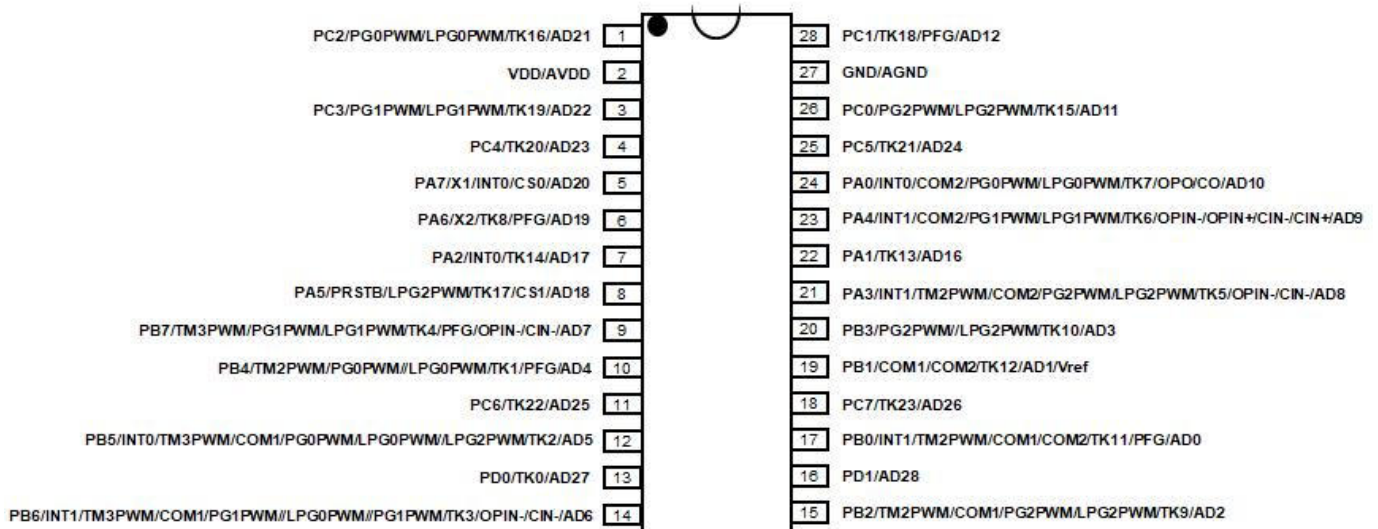 PC2/PG0PWM/LPG0PWM/TK16/AD21 1 28 PC1/TK18/PFG/AD12
VDD/AVDD 2 27 GND/AGND
PC3/PG1PWM/LPG1PWM/TK19/AD22 3 26 PC0/PG2PWM/LPG2PWM/TK15/AD11
PC4/TK20/AD23 4 25 PC5/TK21/AD24
PA7/X1/INT0/CS0/AD20 5 24 PA0/INT0/COM2/PG0PWM/LPG0PWM/TK7/OPO/CO/AD10
PA6/X2/TK8/PFG/AD19 6 23 PA4/INT1/COM2/PG1PWM/LPG1PWM/TK6/OPIN-/OPIN+/CIN-/CIN+/AD9
PA2/INT0/TK14/AD17 7 22 PA1/TK13/AD16
PA5/PRSTB/LPG2PWM/TK17/CS1/AD18 8 21 PA3/INT1/TM2PWM/COM2/PG2PWM/LPG2PWM/TK5/OPIN-/CIN-/AD8
PB7/TM3PWM/PG1PWM/LPG1PWM/TK4/PFG/OPIN-/CIN-/AD7 9 20 PB3/PG2PWM//LPG2PWM/TK10/AD3
PB4/TM2PWM/PG0PWM//LPG0PWM/TK1/PFG/AD4 10 19 PB1/COM1/COM2/TK12/AD1/Vref
PC6/TK22/AD25 11 18 PC7/TK23/AD26
PB5/INT0/TM3PWM/COM1/PG0PWM/LPG0PWM//LPG2PWM/TK2/AD5 12 17 PB0/INT1/TM2PWM/COM1/COM2/TK11/PFG/AD0
PD0/TK0/AD27 13 16 PD1/AD28
PB6/INT1/TM3PWM/COM1/PG1PWM//LPG0PWM//PG1PWM/TK3/OPIN-/CIN-/AD6 14 15 PB2/TM2PWM/COM1/PG2PWM/LPG2PWM/TK9/AD2